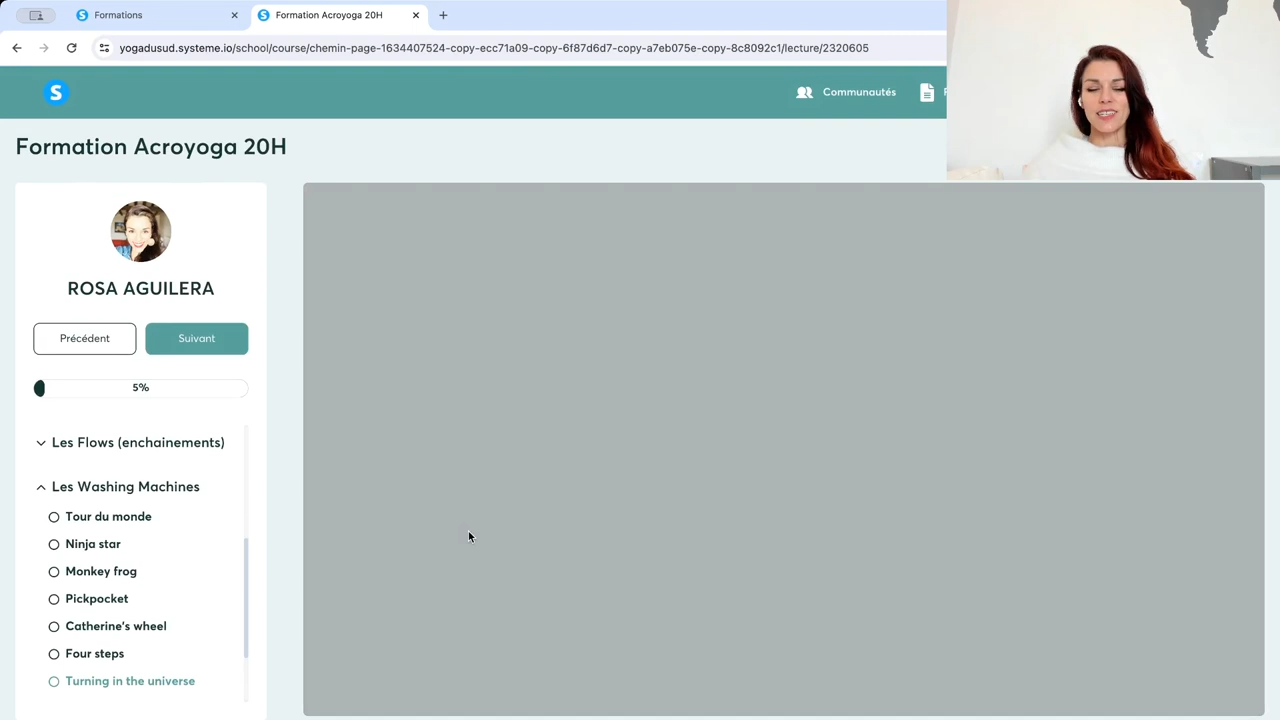 Formations
Formation Acroyoga 20H
yogadusud.systeme.io/school/course/chemin-page-1634407524-copy-ecc71a09-copy-6f87d6d7-copy-a7eb075e-copy-8c8092c1/lecture/2320605
S
Communautés
Formation Acroyoga 20H
ROSA AGUILERA
Précédent
Suivant
5%
Les Flows (enchainements)
Les Washing Machines
Tour du monde
Ninja star
Monkey frog
Pickpocket
Catherine's wheel
Four steps
Turning in the universe